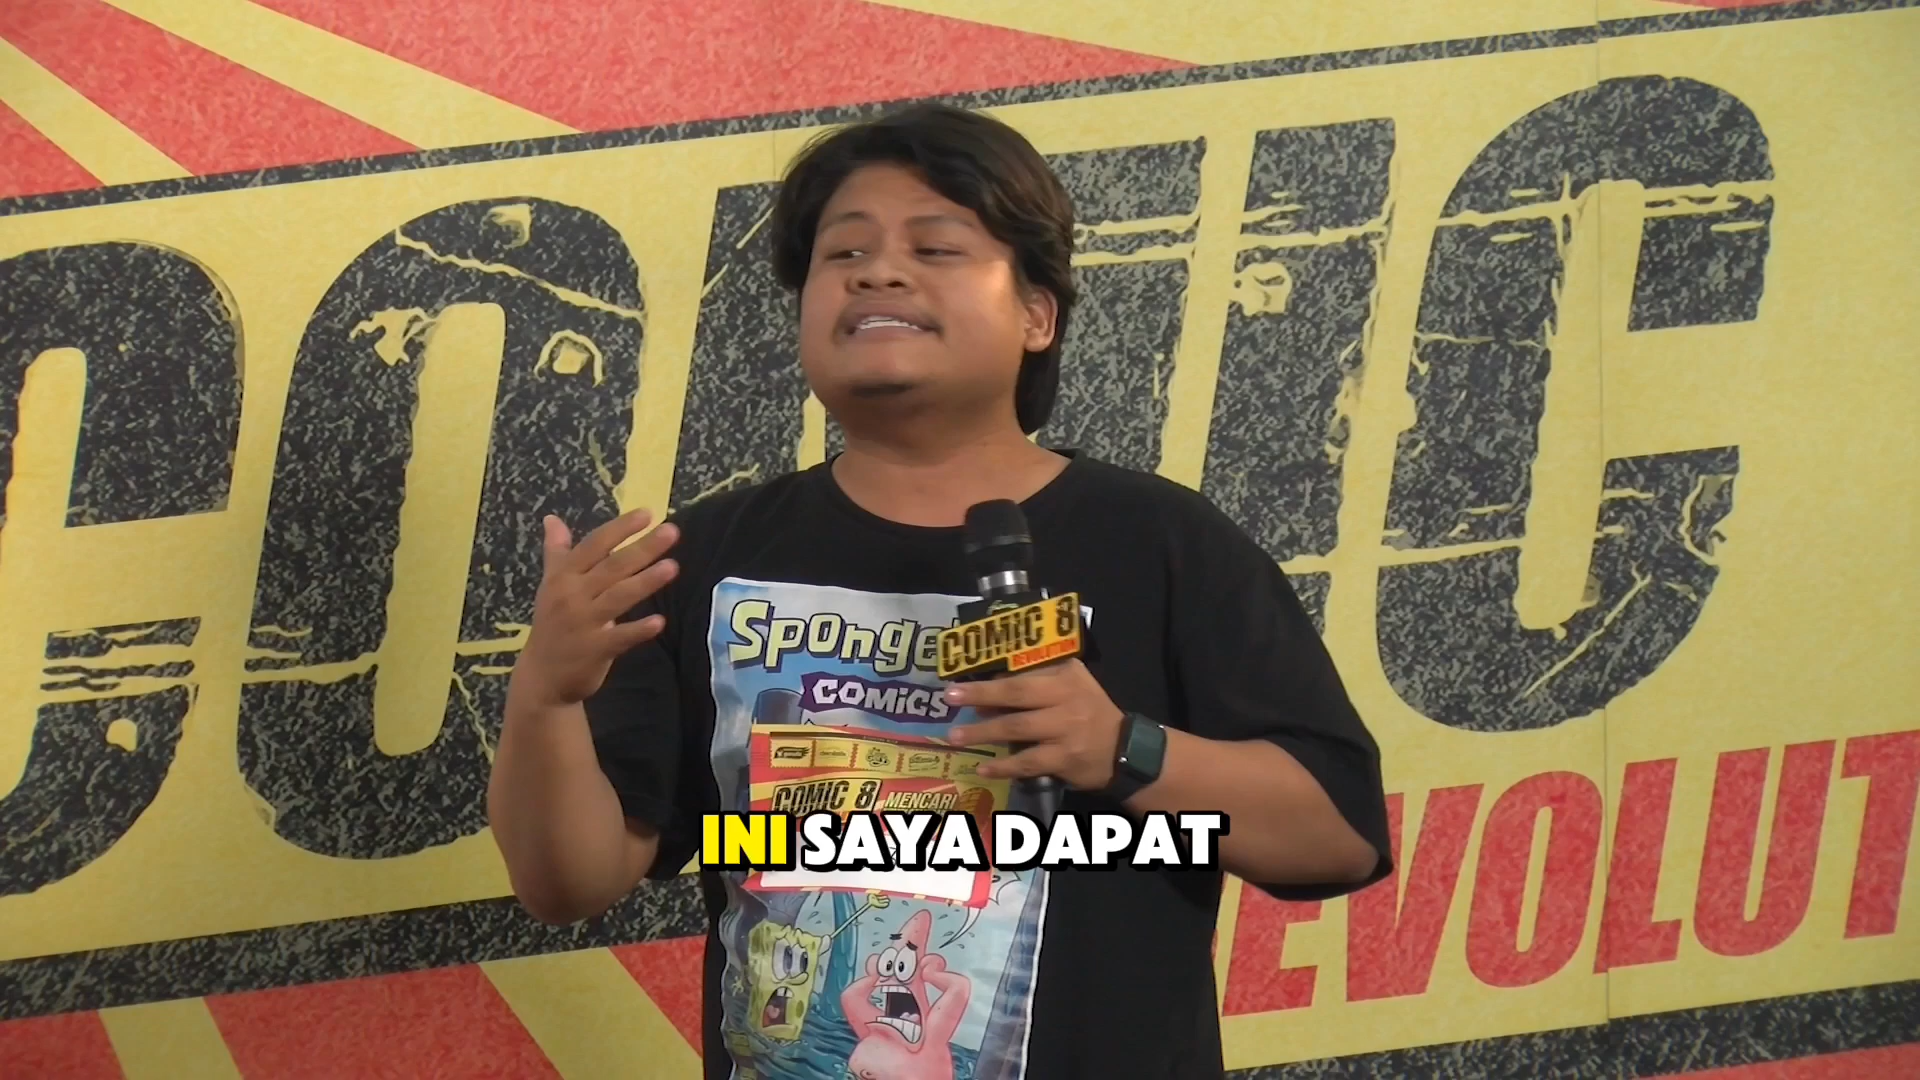 COMIC
REVOLUT
Sponge
COMICS
COMIC 8
REVOLUTION
COMIC 8 MENCARI
INI SAYA DAPAT